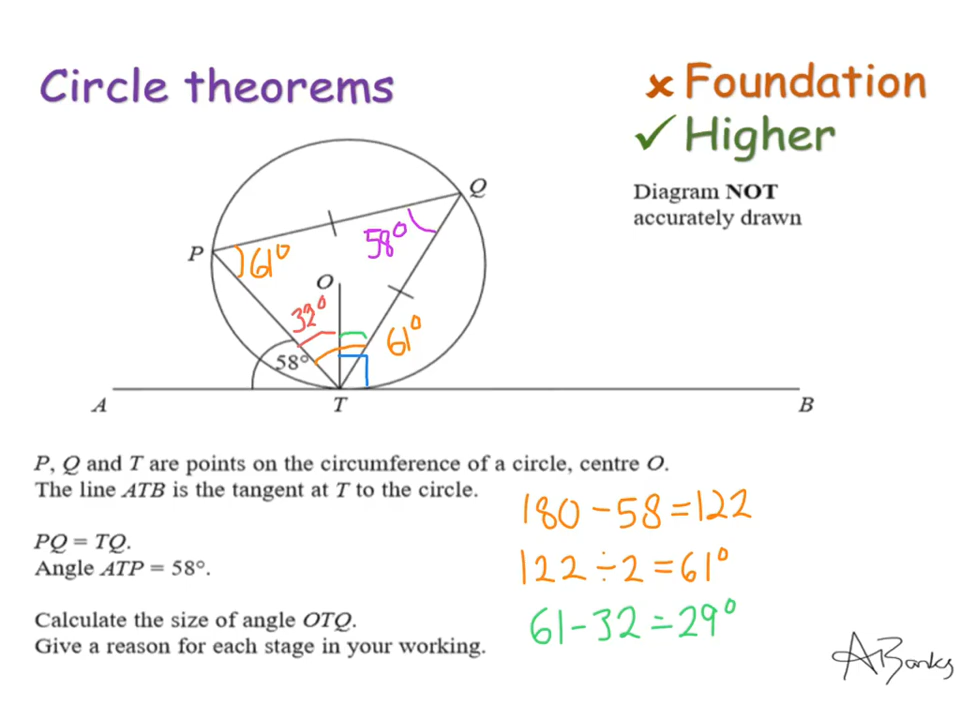 Circle theorems
× Foundation
✓ Higher
Diagram NOT
accurately drawn
Q
P
61°
58°
O
32°
61°
58°
A
T
B
P, Q and T are points on the circumference of a circle, centre O.
The line ATB is the tangent at T to the circle.
180 - 58 = 122
PQ = TQ.
Angle ATP = 58°.
122 ÷ 2 = 61°
61 - 32 = 29°
Calculate the size of angle OTQ.
Give a reason for each stage in your working.
ABanks